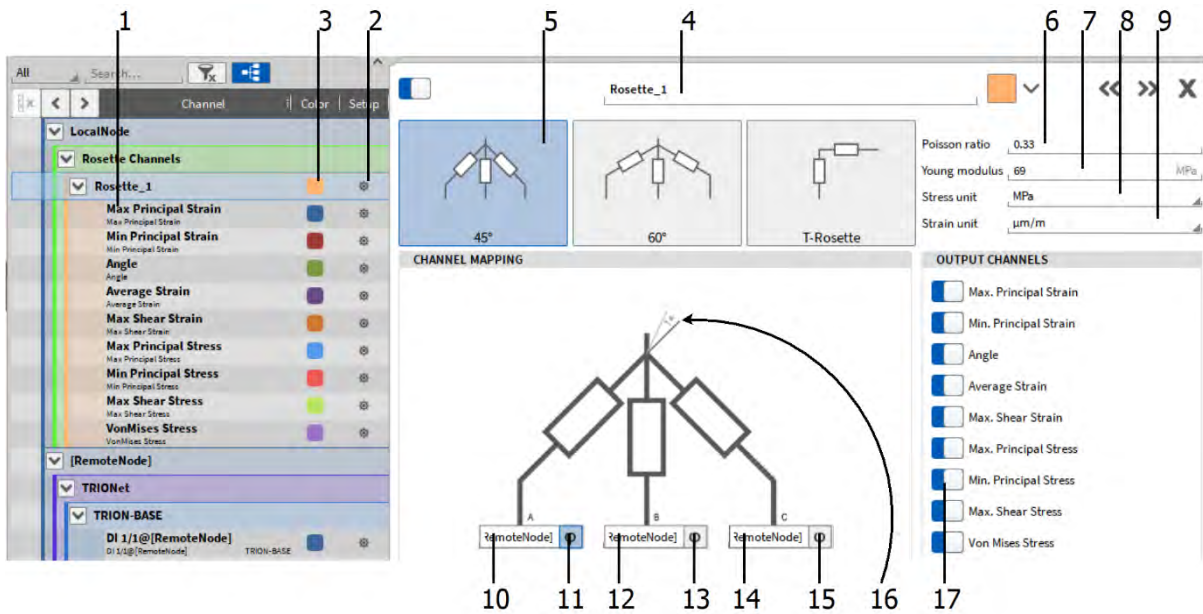 1
3
2
5
4
6
7
8
9
All
Search...
Channel
Color
Setup
LocalNode
Rosette Channels
Rosette_1
Max Principal Strain
Max Principal Strain
Min Principal Strain
Min Principal Strain
Angle
Angle
Average Strain
Average Strain
Max Shear Strain
Max Shear Strain
Max Principal Stress
Max Principal Stress
Min Principal Stress
Min Principal Stress
Max Shear Stress
Max Shear Stress
VonMises Stress
VonMises Stress
[RemoteNode]
TRIONet
TRION-BASE
DI 1/1@[RemoteNode]
DI 1/1@[RemoteNode] TRION-BASE
Rosette_1
45°
60°
T-Rosette
Poisson ratio 0.33
Young modulus 69 MPa
Stress unit MPa
Strain unit µm/m
CHANNEL MAPPING
A
B
C
RemoteNode]
RemoteNode]
RemoteNode]
OUTPUT CHANNELS
Max. Principal Strain
Min. Principal Strain
Angle
Average Strain
Max. Shear Strain
Max. Principal Stress
Min. Principal Stress
Max. Shear Stress
Von Mises Stress
10
11
12
13
14
15
16
17